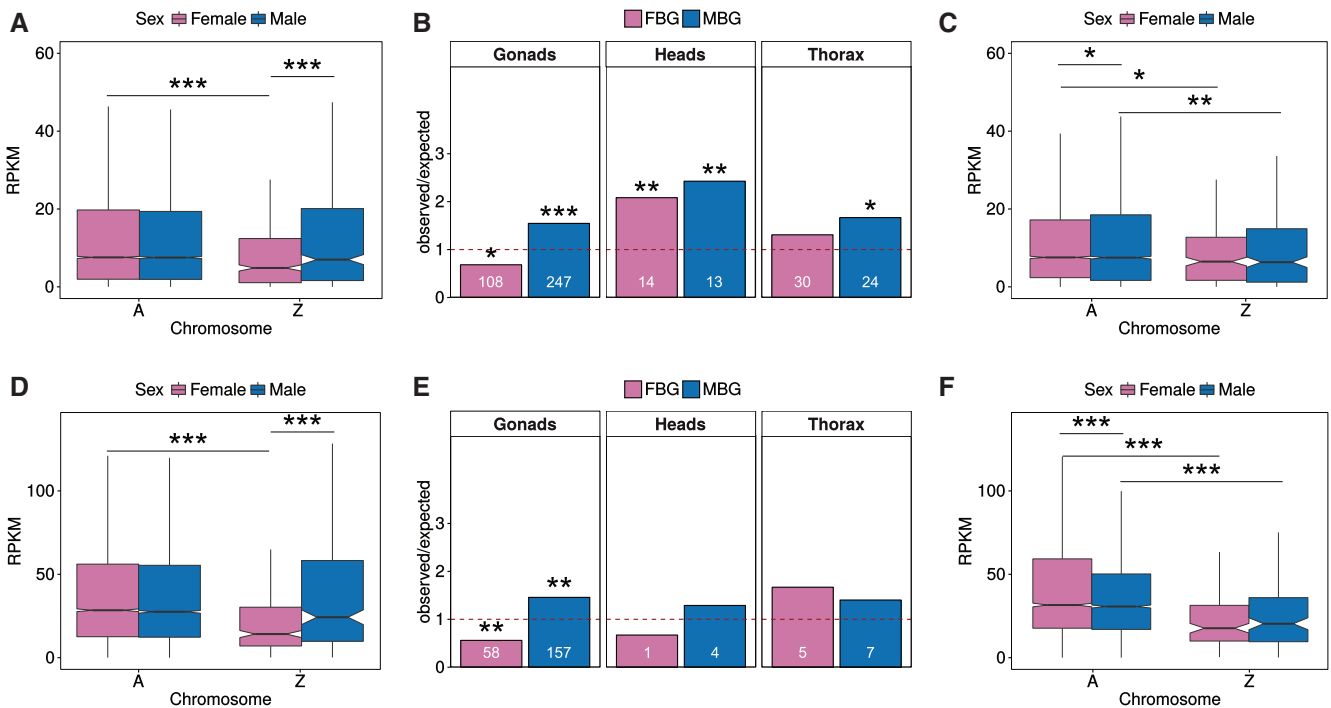 A
Sex Female Male
60
40
20
0
RPKM
***
***
A Z
Chromosome
B
FBG MBG
Gonads Heads Thorax
observed/expected
3
2
1
0
*
***
**
**
*
108 247 14 13 30 24
C
Sex Female Male
60
40
20
0
RPKM
*
*
**
A Z
Chromosome
D
Sex Female Male
100
50
0
RPKM
***
***
A Z
Chromosome
E
FBG MBG
Gonads Heads Thorax
observed/expected
3
2
1
0
**
**
58 157 1 4 5 7
F
Sex Female Male
100
50
0
RPKM
***
***
***
A Z
Chromosome